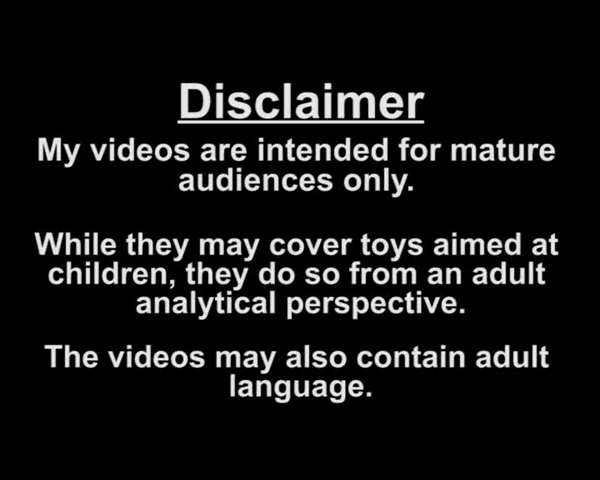 Disclaimer
My videos are intended for mature
audiences only.
While they may cover toys aimed at
children, they do so from an adult
analytical perspective.
The videos may also contain adult
language.